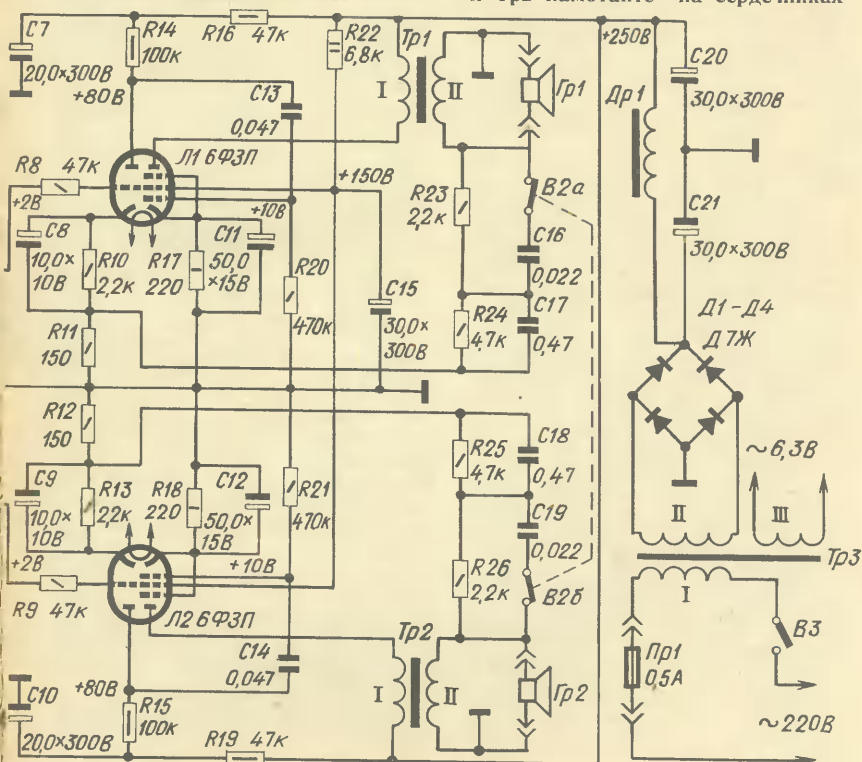 и Тр2 намотайте на сердечниках
C7
20,0×300В
R14
100к
R16 47к
R22
6,8к
Тр1
I
II
Гр1
+250В
C20
30,0×300В
Др1
+80В
C13
0,047
Л1 6Ф3П
R8 47к
+2В
+150В
+10В
C8
10,0×
10В
R10
2,2к
R17
220
C11
50,0
×15В
R20
470к
C15
30,0×
300В
R23
2,2к
В2а
C16
0,022
R24
4,7к
C17
0,47
C21
30,0×300В
Д1-Д4
Д7Ж
R11
150
R12
150
C9
10,0×
10В
R13
2,2к
R18
220
C12
50,0×
15В
R21
470к
R25
4,7к
C18
0,47
C19
0,022
R26
2,2к
В2б
~6,3В
II
III
Тр3
I
+2В
+10В
R9 47к
Л2 6Ф3П
C14
0,047
Тр2
I
II
Гр2
Пр1
0,5А
В3
~220В
+80В
C10
20,0×300В
R15
100к
R19 47к